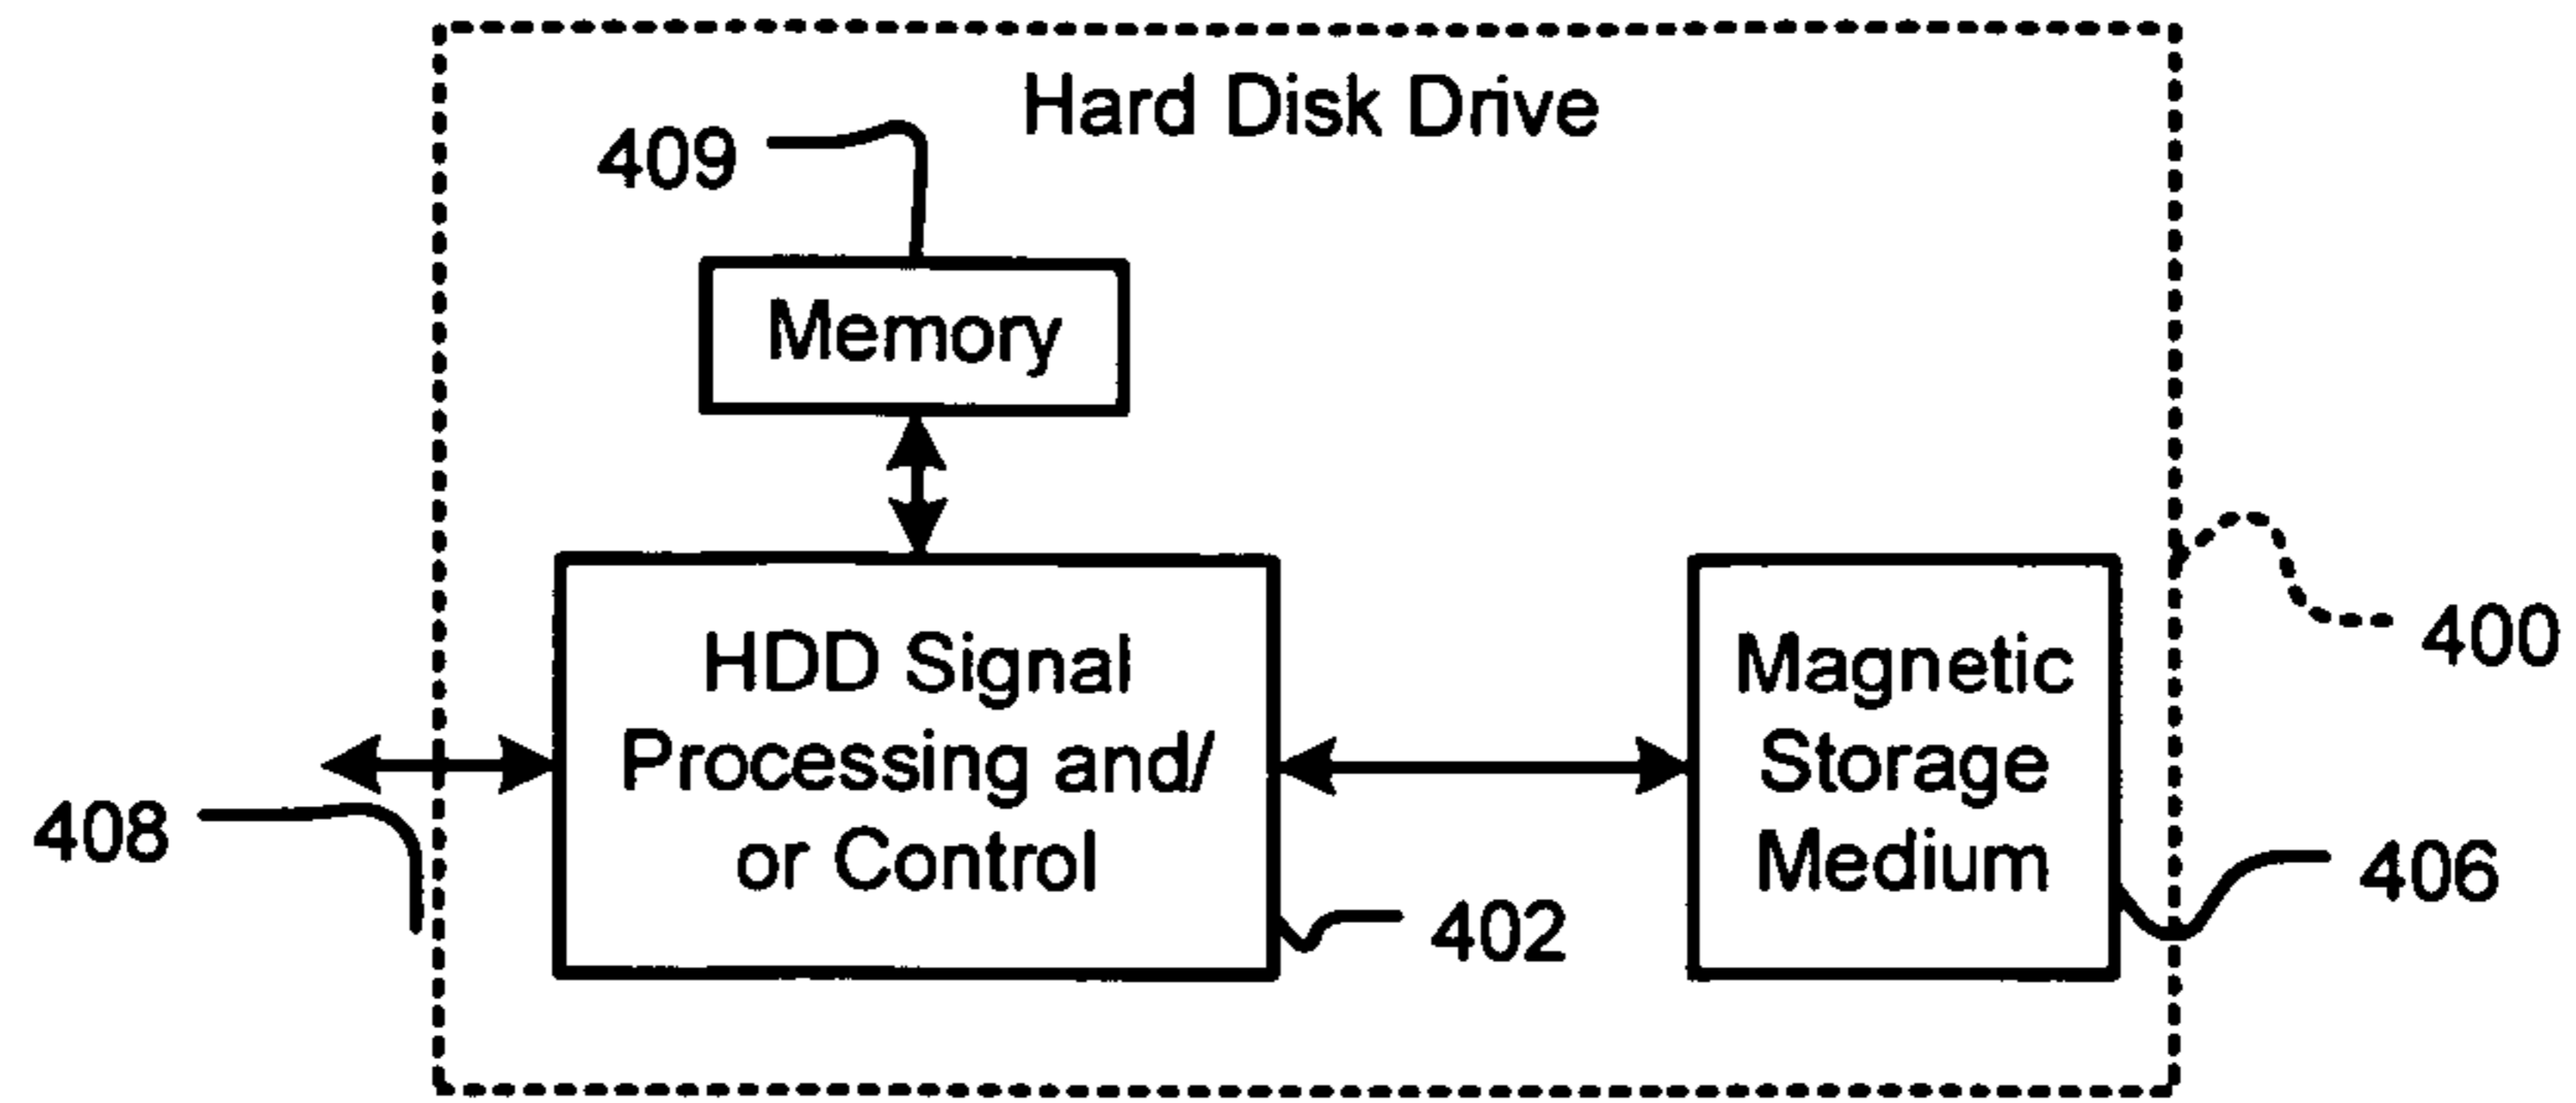 Hard Disk Drive
409
Memory
HDD Signal
Processing and/
or Control
Magnetic
Storage
Medium
400
408
402
406